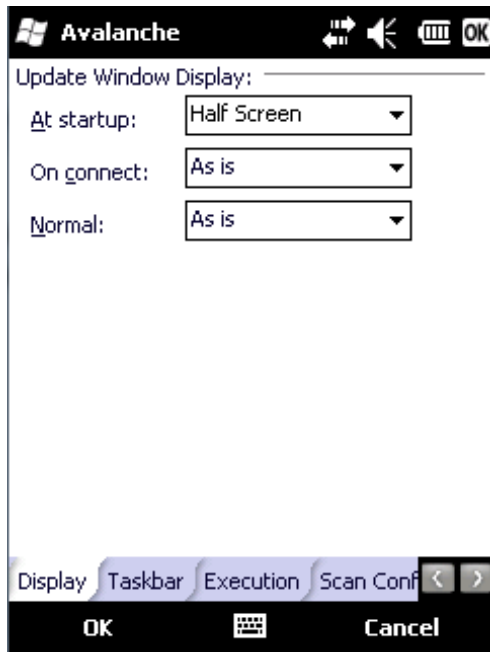 Avalanche OK
Update Window Display:
At startup: Half Screen
On connect: As is
Normal: As is
Display Taskbar Execution Scan Conf
OK Cancel